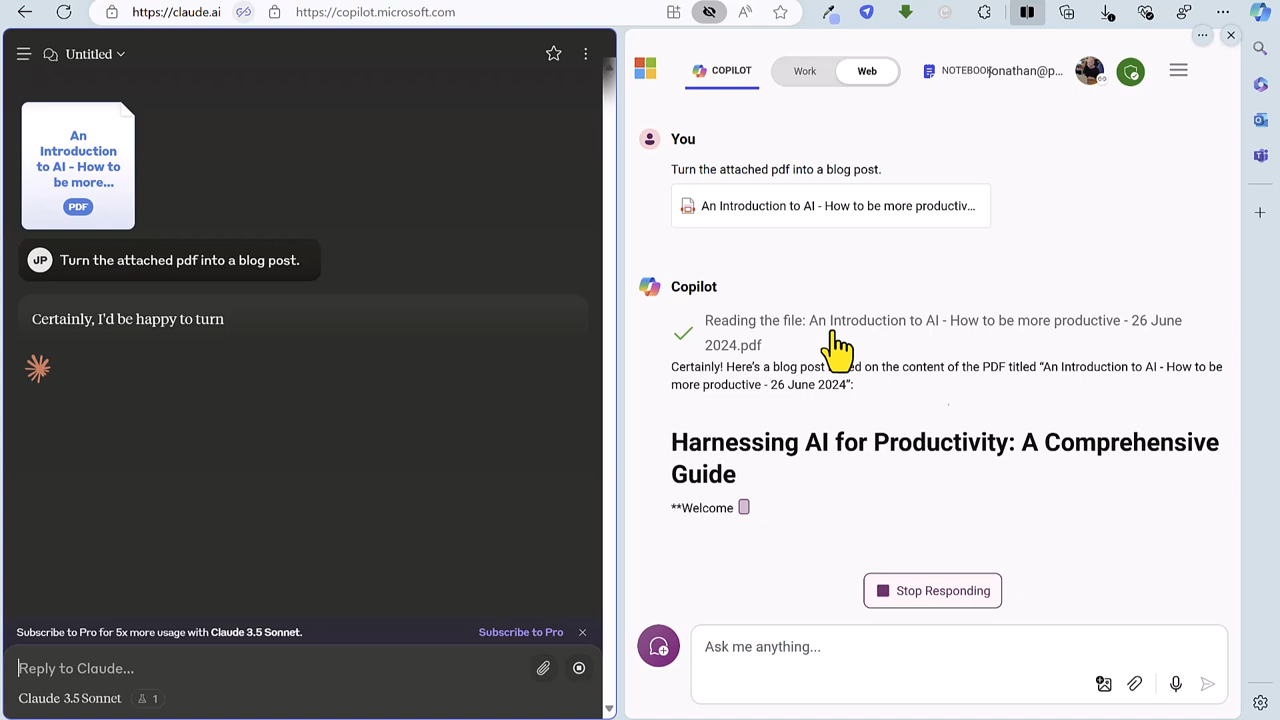 https://claude.ai
https://copilot.microsoft.com
Untitled
An
Introduction
to AI - How to
be more...
PDF
JP Turn the attached pdf into a blog post.
Certainly, I'd be happy to turn
Subscribe to Pro for 5x more usage with Claude 3.5 Sonnet.
Subscribe to Pro
Reply to Claude...
Claude 3.5 Sonnet
1
COPILOT
Work
Web
NOTEBOOK
jonathan@p...
You
Turn the attached pdf into a blog post.
An Introduction to AI - How to be more productiv...
Copilot
Reading the file: An Introduction to AI - How to be more productive - 26 June
2024.pdf
Certainly! Here's a blog post on the content of the PDF titled “An Introduction to AI - How to be
more productive - 26 June 2024”:
Harnessing AI for Productivity: A Comprehensive
Guide
**Welcome
Stop Responding
Ask me anything...